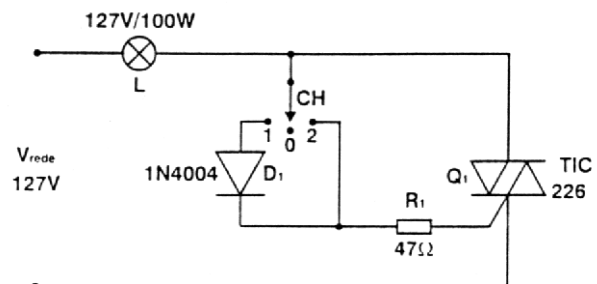 127V/100W
L
CH
1
0
2
1N4004
D1
Vrede
127V
Q1
TIC
226
R1
47Ω